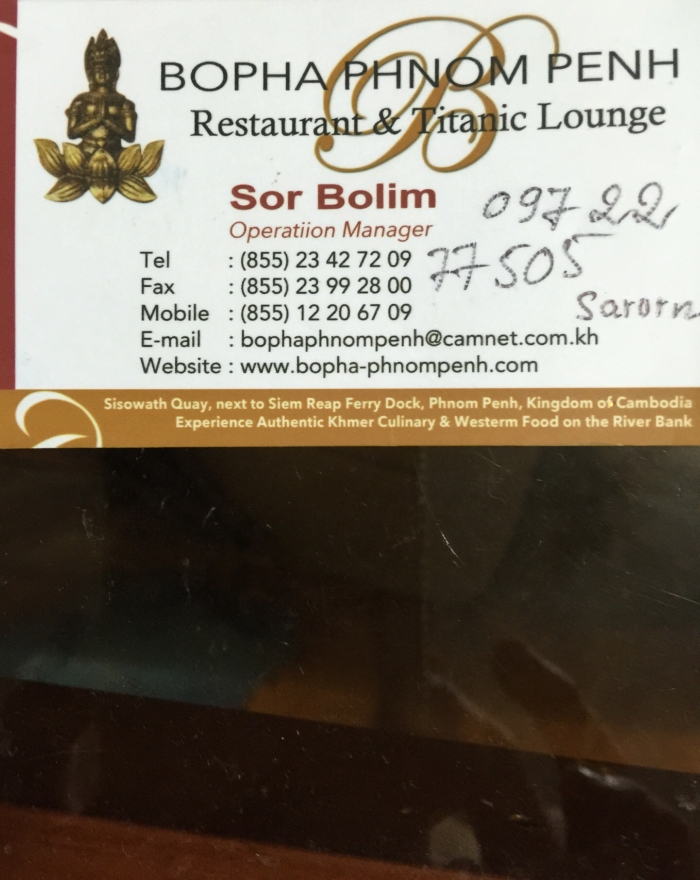 BOPHA PHNOM PENH
Restaurant & Titanic Lounge
Sor Bolim
Operatiion Manager
097 22
77505
Sarorn
Tel : (855) 23 42 72 09
Fax : (855) 23 99 28 00
Mobile : (855) 12 20 67 09
E-mail : bophaphnompenh@camnet.com.kh
Website : www.bopha-phnompenh.com
Sisowath Quay, next to Siem Reap Ferry Dock, Phnom Penh, Kingdom of Cambodia
Experience Authentic Khmer Culinary & Westerm Food on the River Bank